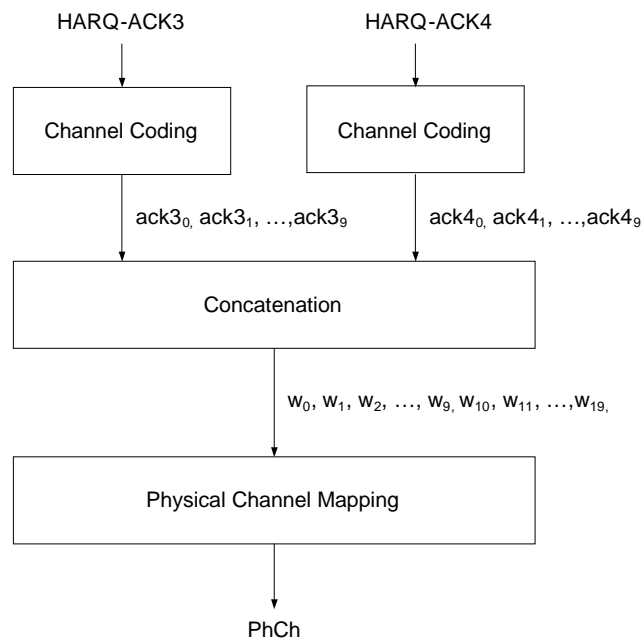 HARQ-ACK3 HARQ-ACK4
Channel Coding Channel Coding
ack3₀, ack3₁, …,ack3₉ ack4₀, ack4₁, …,ack4₉
Concatenation
w₀, w₁, w₂, …, w₉, w₁₀, w₁₁, …,w₁₉,
Physical Channel Mapping
PhCh